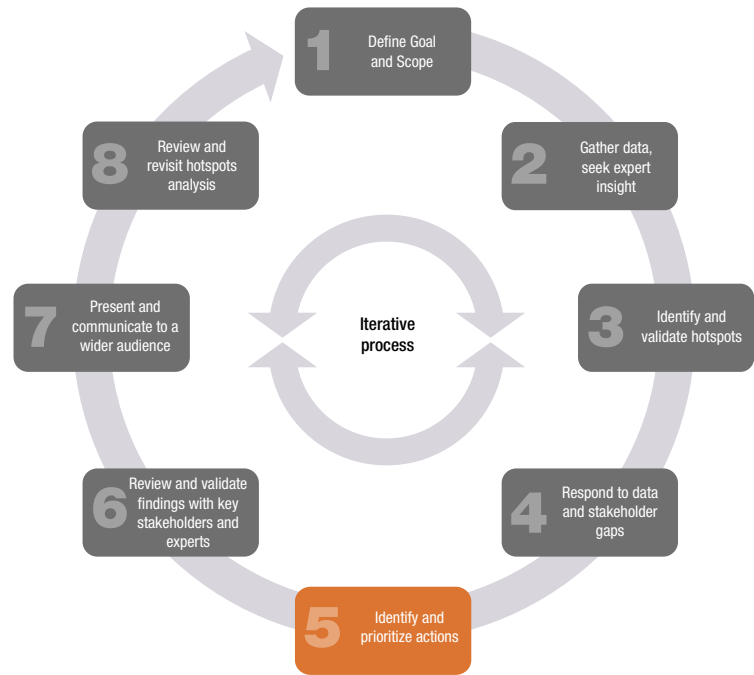 1
Define Goal
and Scope
2
Gather data,
seek expert
insight
3
Identify and
validate hotspots
4
Respond to data
and stakeholder
gaps
5
Identify and
prioritize actions
6
Review and validate
findings with key
stakeholders and
experts
7
Present and
communicate to a
wider audience
8
Review and
revisit hotspots
analysis
Iterative
process